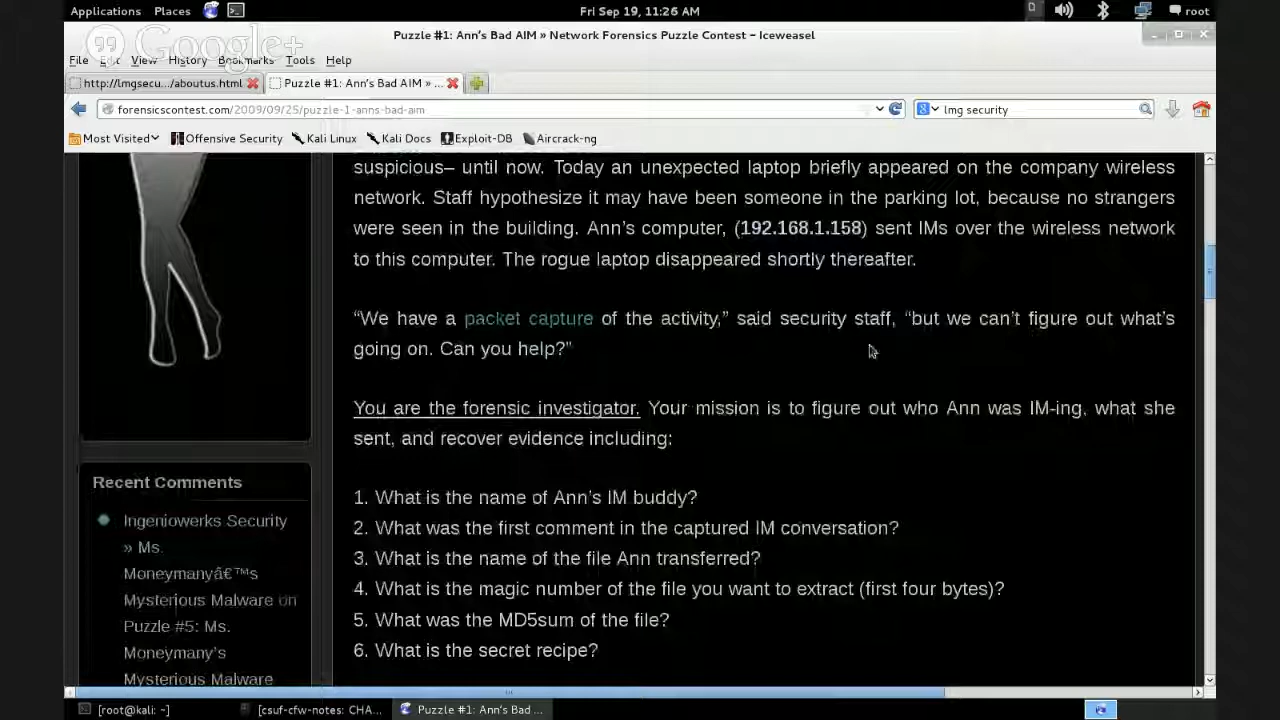 Applications Places Fri Sep 19, 11:26 AM root
Google+
Puzzle #1: Ann's Bad AIM » Network Forensics Puzzle Contest – Iceweasel
File Edit View History Bookmarks Tools Help
http://lmgsecu.../aboutus.html Puzzle #1: Ann's Bad AIM » ...
forensicscontest.com/2009/09/25/puzzle-1-anns-bad-aim lmg security
Most Visited Offensive Security Kali Linux Kali Docs Exploit-DB Aircrack-ng
suspicious– until now. Today an unexpected laptop briefly appeared on the company wireless
network. Staff hypothesize it may have been someone in the parking lot, because no strangers
were seen in the building. Ann's computer, (192.168.1.158) sent IMs over the wireless network
to this computer. The rogue laptop disappeared shortly thereafter.
“We have a packet capture of the activity,” said security staff, “but we can't figure out what's
going on. Can you help?”
You are the forensic investigator. Your mission is to figure out who Ann was IM-ing, what she
sent, and recover evidence including:
1. What is the name of Ann's IM buddy?
2. What was the first comment in the captured IM conversation?
3. What is the name of the file Ann transferred?
4. What is the magic number of the file you want to extract (first four bytes)?
5. What was the MD5sum of the file?
6. What is the secret recipe?
Recent Comments
Ingeniowerks Security
» Ms.
Moneymanyâ€™s
Mysterious Malware on
Puzzle #5: Ms.
Moneymany's
Mysterious Malware
[root@kali: ~] [csuf-cfw-notes: CHA... Puzzle #1: Ann's Bad ...